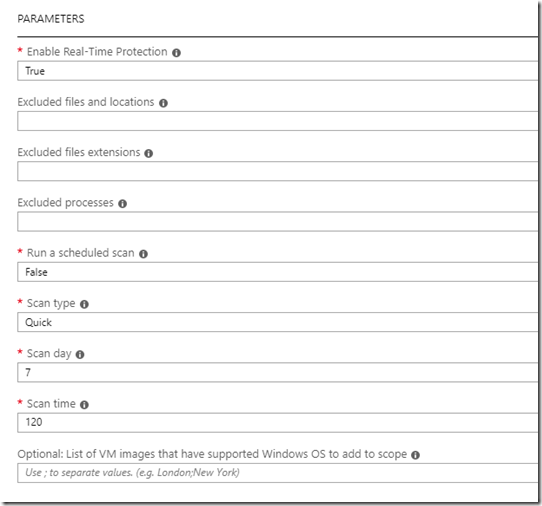 PARAMETERS
* Enable Real-Time Protection
True
Excluded files and locations
Excluded files extensions
Excluded processes
* Run a scheduled scan
False
* Scan type
Quick
* Scan day
7
* Scan time
120
Optional: List of VM images that have supported Windows OS to add to scope
Use ; to separate values. (e.g. London;New York)